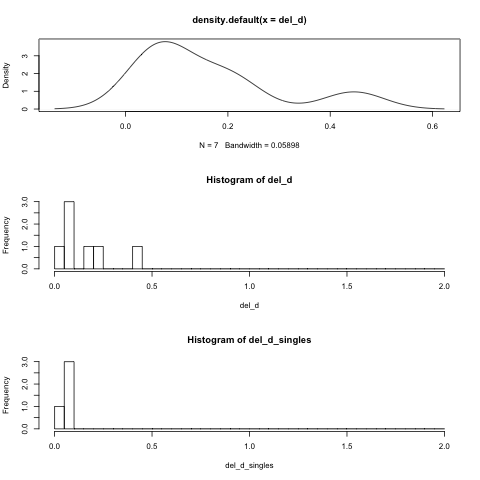 density.default(x = del_d)
Density
0 1 2 3
0.0 0.2 0.4 0.6
N = 7 Bandwidth = 0.05898
Histogram of del_d
Frequency
0.0 1.0 2.0 3.0
0.0 0.5 1.0 1.5 2.0
del_d
Histogram of del_d_singles
Frequency
0.0 1.0 2.0 3.0
0.0 0.5 1.0 1.5 2.0
del_d_singles